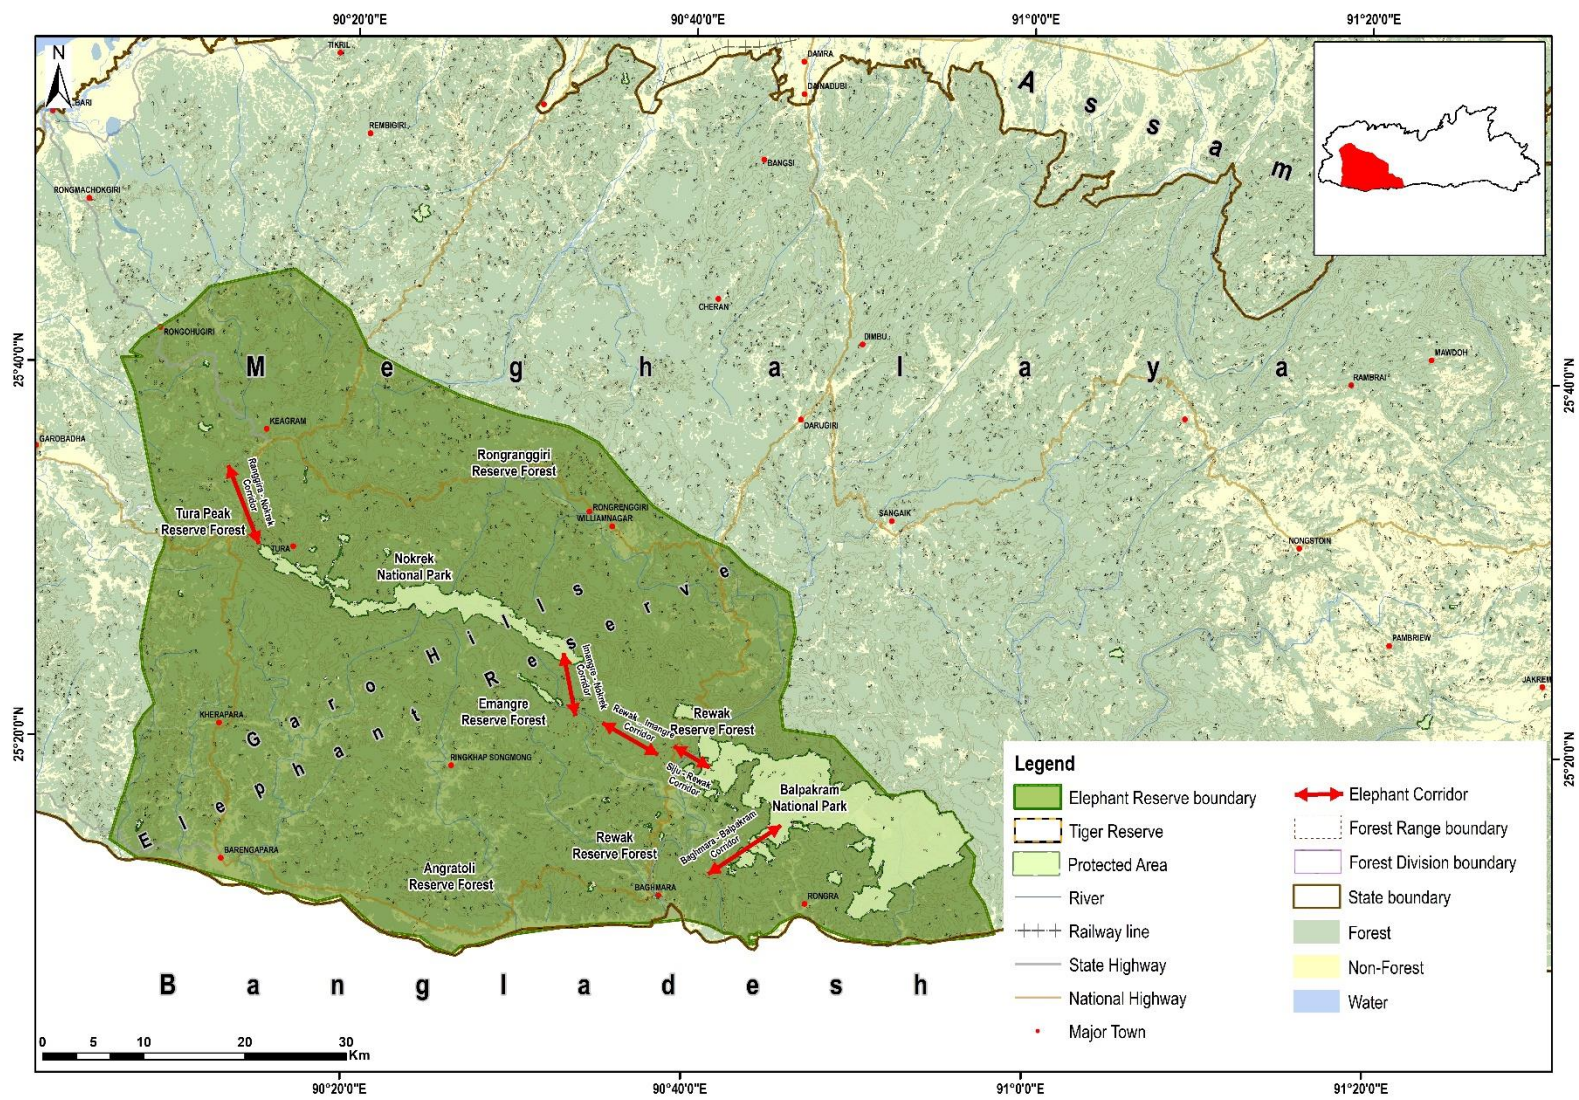 90°20'0"E
90°40'0"E
91°0'0"E
91°20'0"E
N
TIKRIL
DAMRA
DAINADUBI
BARI
REMBIGIRI
BANGSI
RONGMACHOKGIRI
Assam
CHERAN
RONGOHUGIRI
DIMBU
25°40'0"N
25°40'0"N
Meghalaya
MAWDOH
RAMBRAI
KEAGRAM
DARUGIRI
GAROBADHA
Ranggira - Nokrek
Corridor
Rongranggiri
Reserve Forest
Tura Peak
Reserve Forest
RONGRENGGIRI
WILLIAMNAGAR
SANGAIK
NONGSTOIN
TURA
Nokrek
National Park
Garo Hills
Elephant Reserve
PAMBRIEW
JAKREM
Imangre - Nokrek
Corridor
Emangre
Reserve Forest
KHERAPARA
Rewak - Imangre
Corridor
Rewak
Reserve Forest
25°20'0"N
25°20'0"N
RINGKHAP SONGMONG
Siju - Rewak
Corridor
Balpakram
National Park
Baghmara - Balpakram
Corridor
Rewak
Reserve Forest
BARENGAPARA
Angratoli
Reserve Forest
BAGHMARA
RONGRA
Bangladesh
Legend
Elephant Reserve boundary
Tiger Reserve
Protected Area
River
Railway line
State Highway
National Highway
Major Town
Elephant Corridor
Forest Range boundary
Forest Division boundary
State boundary
Forest
Non-Forest
Water
0 5 10 20 30
Km
90°20'0"E
90°40'0"E
91°0'0"E
91°20'0"E